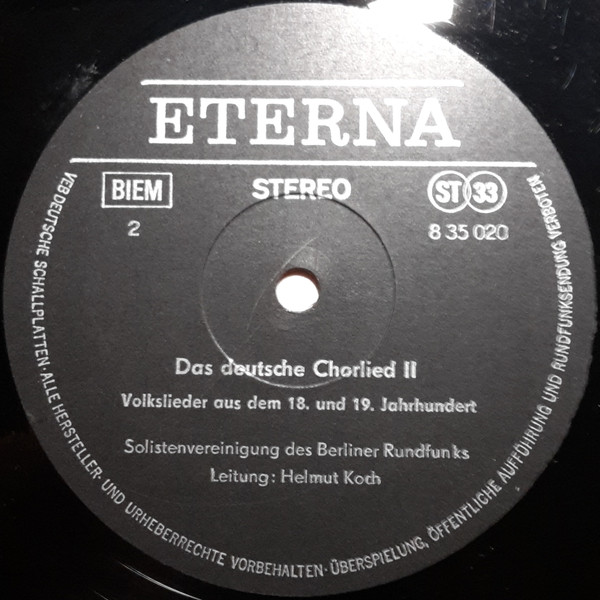 ETERNA
BIEM
STEREO
ST 33
2
8 35 020
Das deutsche Chorlied II
Volkslieder aus dem 18. und 19. Jahrhundert
Solistenvereinigung des Berliner Rundfunks
Leitung: Helmut Koch
VEB DEUTSCHE SCHALLPLATTEN · ALLE HERSTELLER- UND URHEBERRECHTE VORBEHALTEN · ÜBERSPIELUNG, ÖFFENTLICHE AUFFÜHRUNG UND RUNDFUNKSENDUNG VERBOTEN